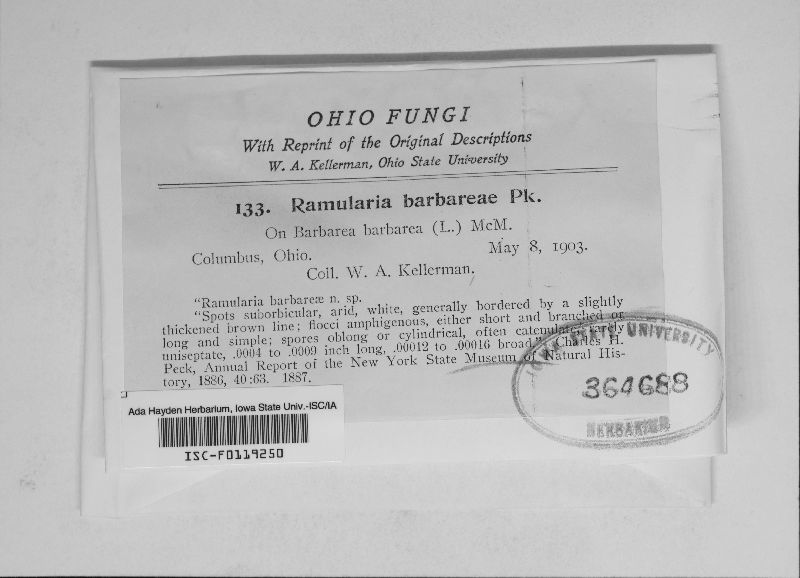 OHIO FUNGI
With Reprint of the Original Descriptions
W. A. Kellerman, Ohio State University
133. Ramularia barbareae Pk.
On Barbarea barbarea (L.) McM.
Columbus, Ohio. May 8, 1903.
Coll. W. A. Kellerman.
"Ramularia barbareæ n. sp.
"Spots suborbicular, arid, white, generally bordered by a slightly
thickened brown line; flocci amphigenous, either short and branched or
long and simple; spores oblong or cylindrical, often catenulate, rarely
uniseptate, .0004 to .0009 inch long, .00012 to .00016 broad." Charles H.
Peck, Annual Report of the New York State Museum of Natural His-
tory, 1886, 40:63. 1887.
IOWA STATE UNIVERSITY
364688
HERBARIUM
Ada Hayden Herbarium, Iowa State Univ.-ISC/IA
ISC-F0119250